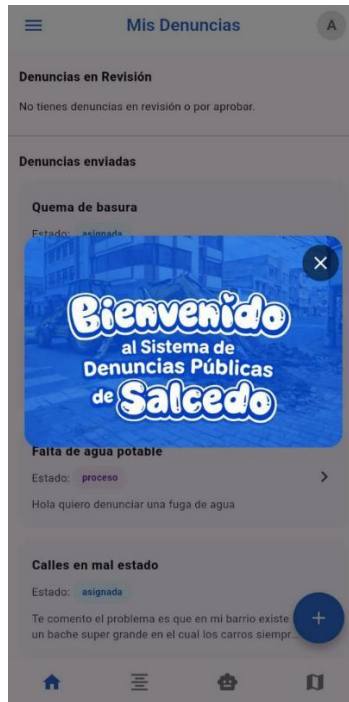 Mis Denuncias
A
Denuncias en Revisión
No tienes denuncias en revisión o por aprobar.
Denuncias enviadas
Quema de basura
Estado: asignada
Bienvenido
al Sistema de
Denuncias Públicas
de Salcedo
Falta de agua potable
Estado: proceso
Hola quiero denunciar una fuga de agua
Calles en mal estado
Estado: asignada
Te comento el problema es que en mi barrio existe
un bache super grande en el cual los carros siempr...